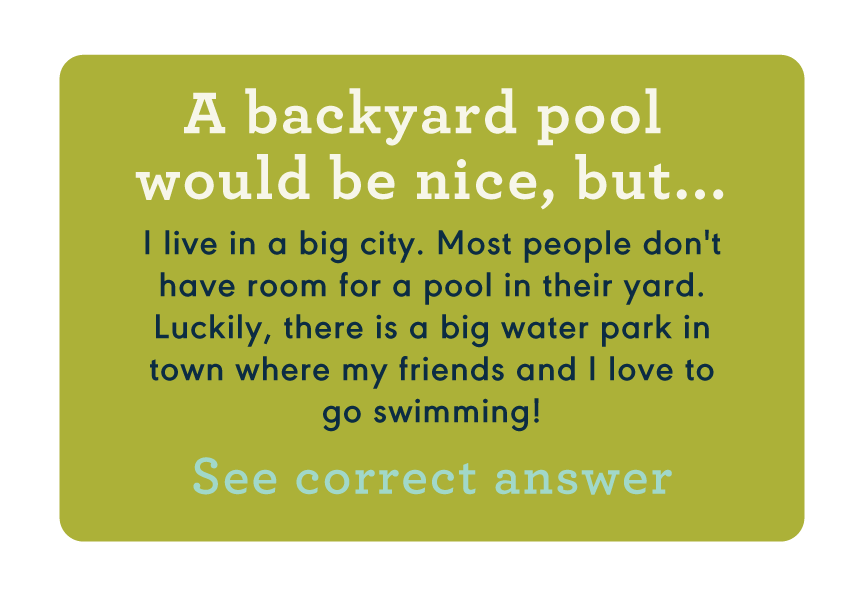 A backyard pool
would be nice, but...
I live in a big city. Most people don't
have room for a pool in their yard.
Luckily, there is a big water park in
town where my friends and I love to
go swimming!
See correct answer